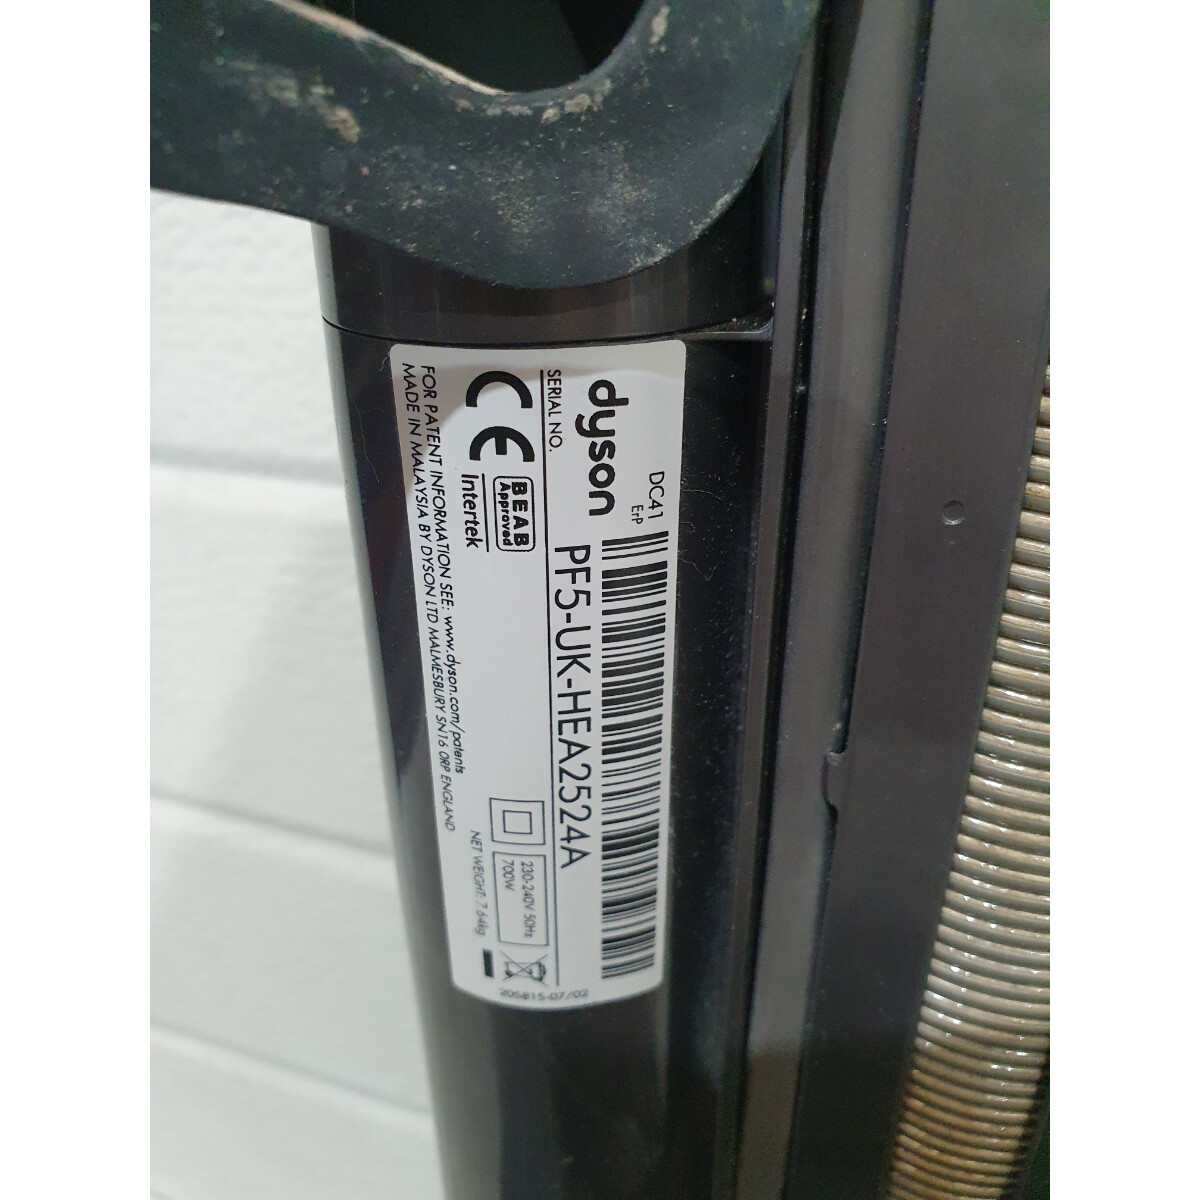 dyson
DC41
ErP
SERIAL NO.
PF5-UK-HEA2524A
CE
BEAB
Approved
Intertek
230-240V 50Hz
700W
NET WEIGHT: 7.64kg
FOR PATENT INFORMATION SEE: www.dyson.com/patents
MADE IN MALAYSIA BY DYSON LTD MALMESBURY SN16 0RP ENGLAND
205815-07/02